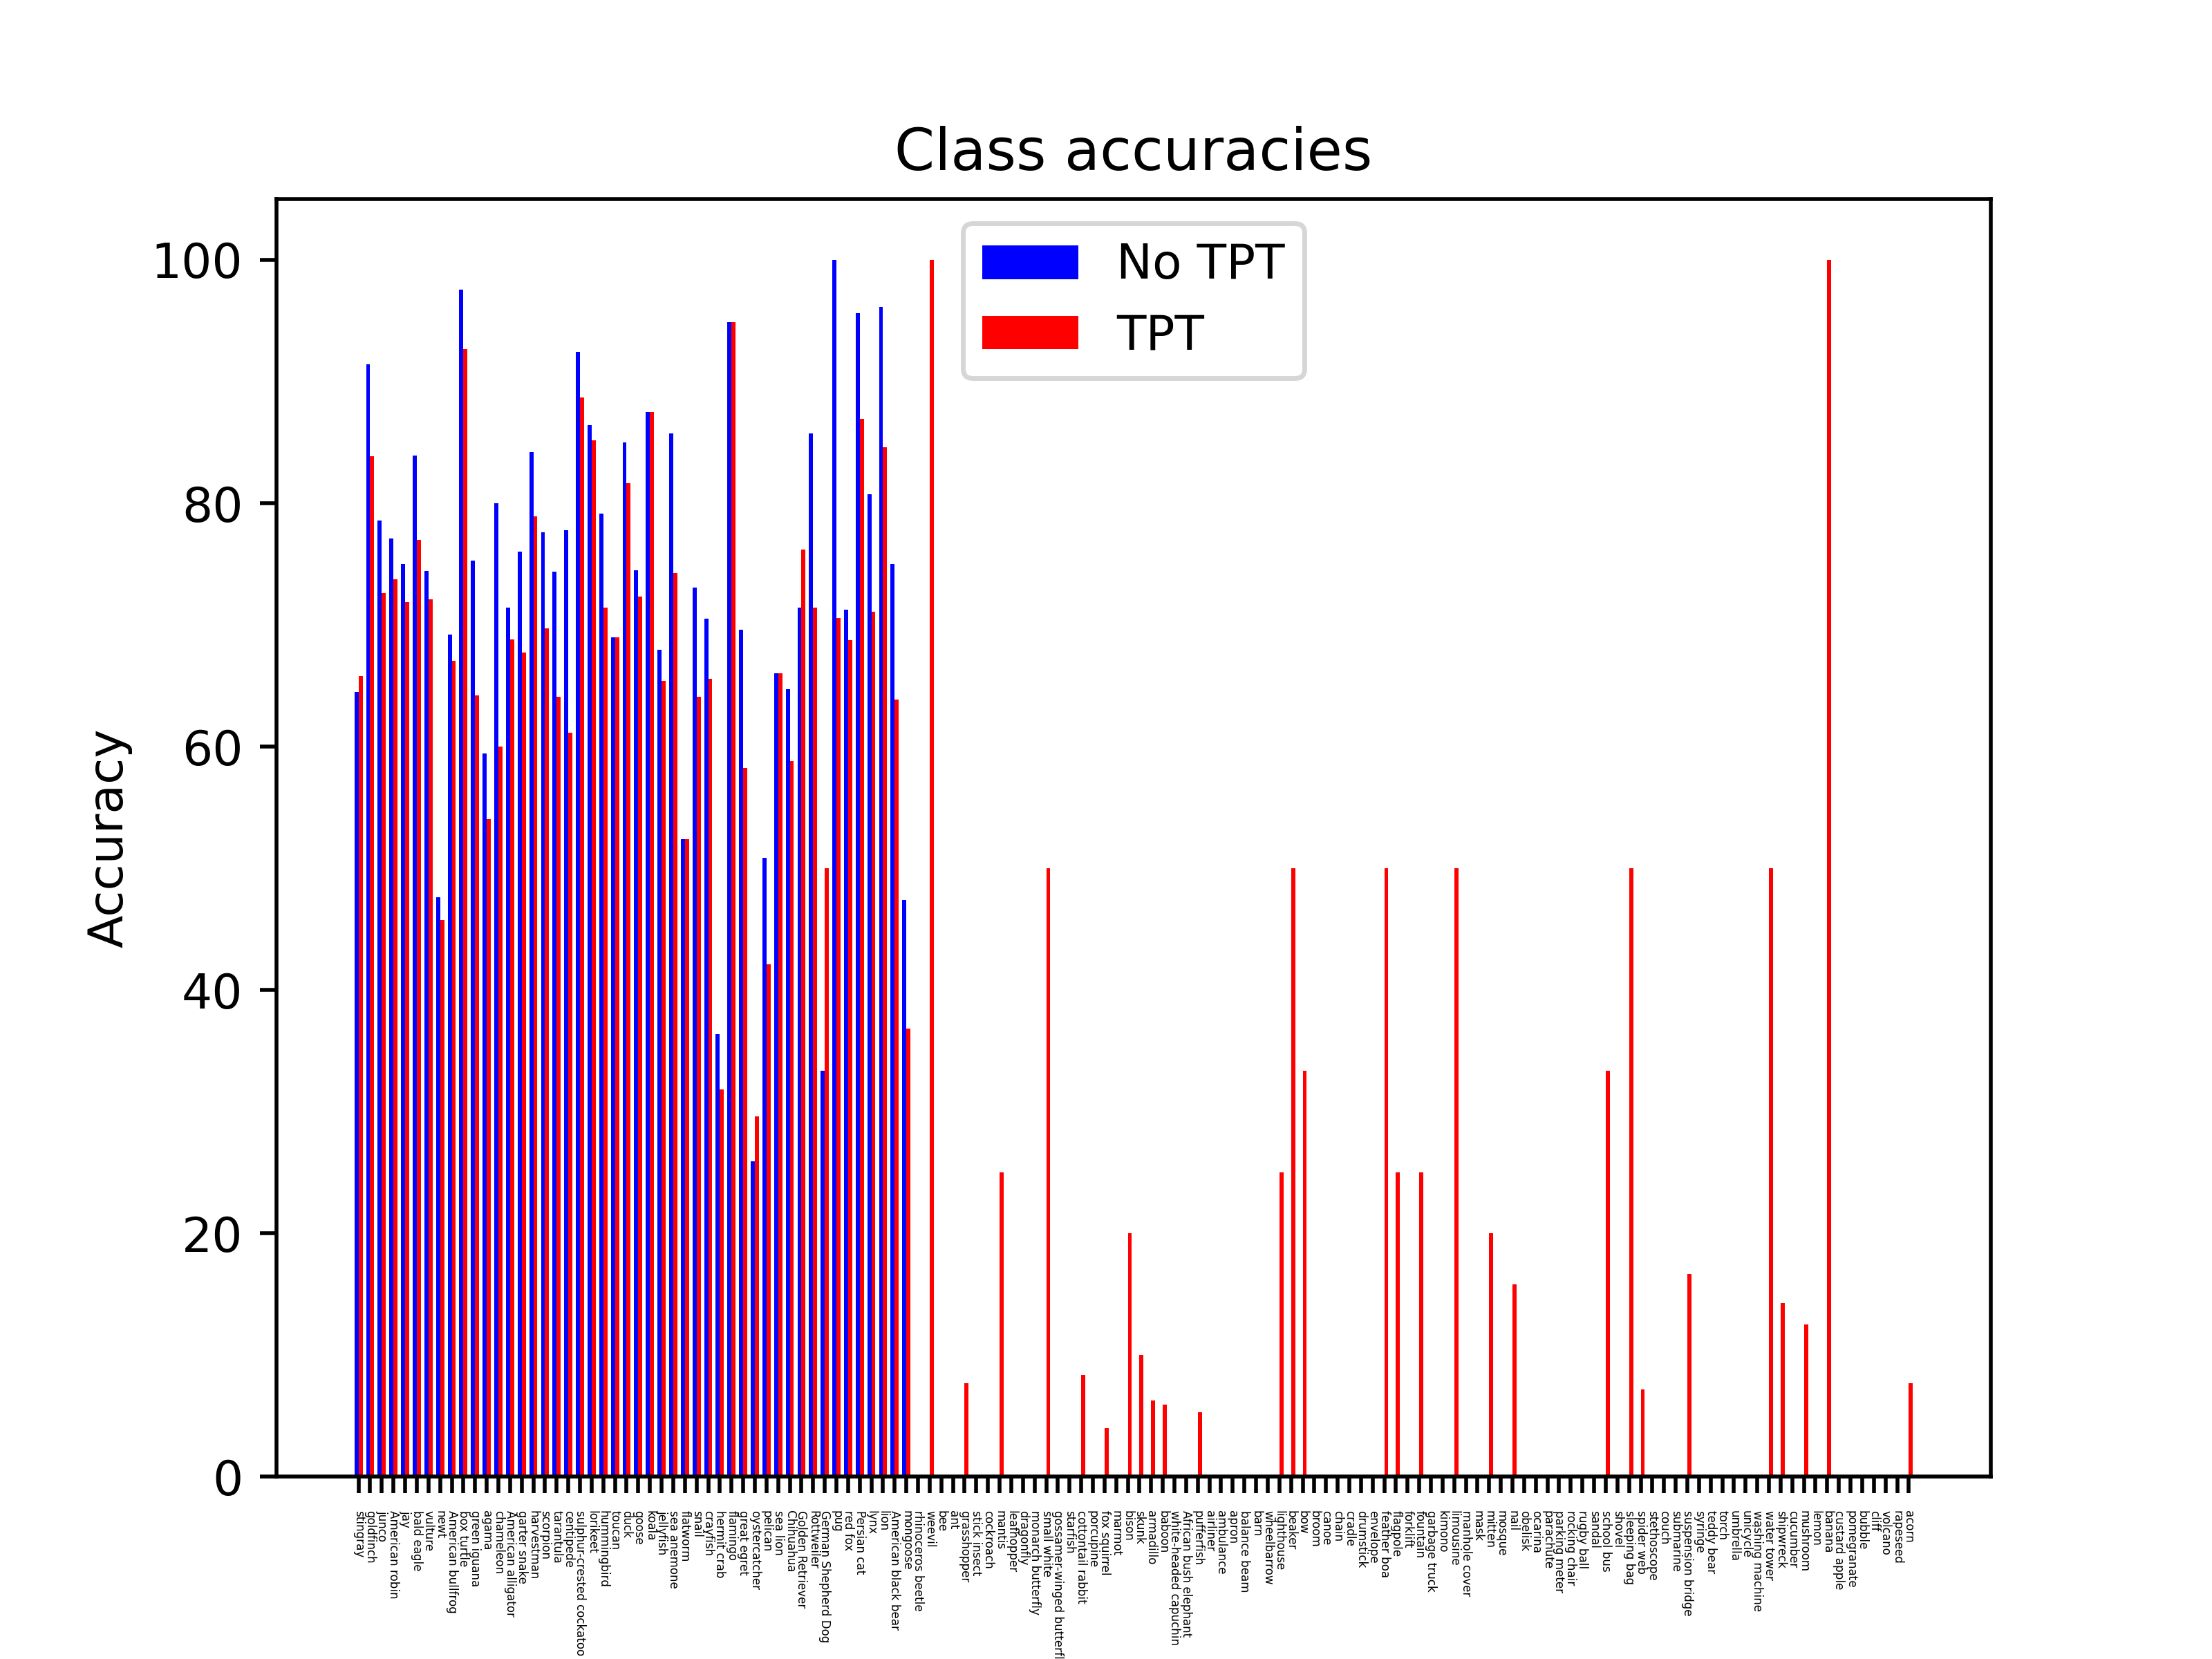 Class accuracies
No TPT
TPT
Accuracy
100
80
60
40
20
0
stingray
goldfinch
junco
American robin
jay
bald eagle
vulture
newt
American bullfrog
box turtle
green iguana
agama
chameleon
American alligator
garter snake
harvestman
scorpion
tarantula
centipede
sulphur-crested cockatoo
lorikeet
hummingbird
toucan
duck
goose
koala
jellyfish
sea anemone
flatworm
snail
crayfish
hermit crab
flamingo
great egret
oystercatcher
pelican
sea lion
Chihuahua
Golden Retriever
Rottweiler
German Shepherd Dog
pug
red fox
Persian cat
lynx
lion
American black bear
mongoose
rhinoceros beetle
weevil
bee
ant
grasshopper
stick insect
cockroach
mantis
leafhopper
dragonfly
monarch butterfly
small white
gossamer-winged butterfl
starfish
cottontail rabbit
porcupine
fox squirrel
marmot
bison
skunk
armadillo
baboon
white-headed capuchin
African bush elephant
pufferfish
airliner
ambulance
apron
balance beam
barn
wheelbarrow
lighthouse
beaker
bow
broom
canoe
chain
cradle
drumstick
envelope
feather boa
flagpole
forklift
fountain
garbage truck
kimono
limousine
manhole cover
mask
mitten
mosque
nail
obelisk
ocarina
parachute
parking meter
rocking chair
rugby ball
sandal
school bus
shovel
sleeping bag
spider web
stethoscope
couch
submarine
suspension bridge
syringe
teddy bear
torch
umbrella
unicycle
washing machine
water tower
shipwreck
cucumber
mushroom
lemon
banana
custard apple
pomegranate
bubble
cliff
volcano
rapeseed
acorn